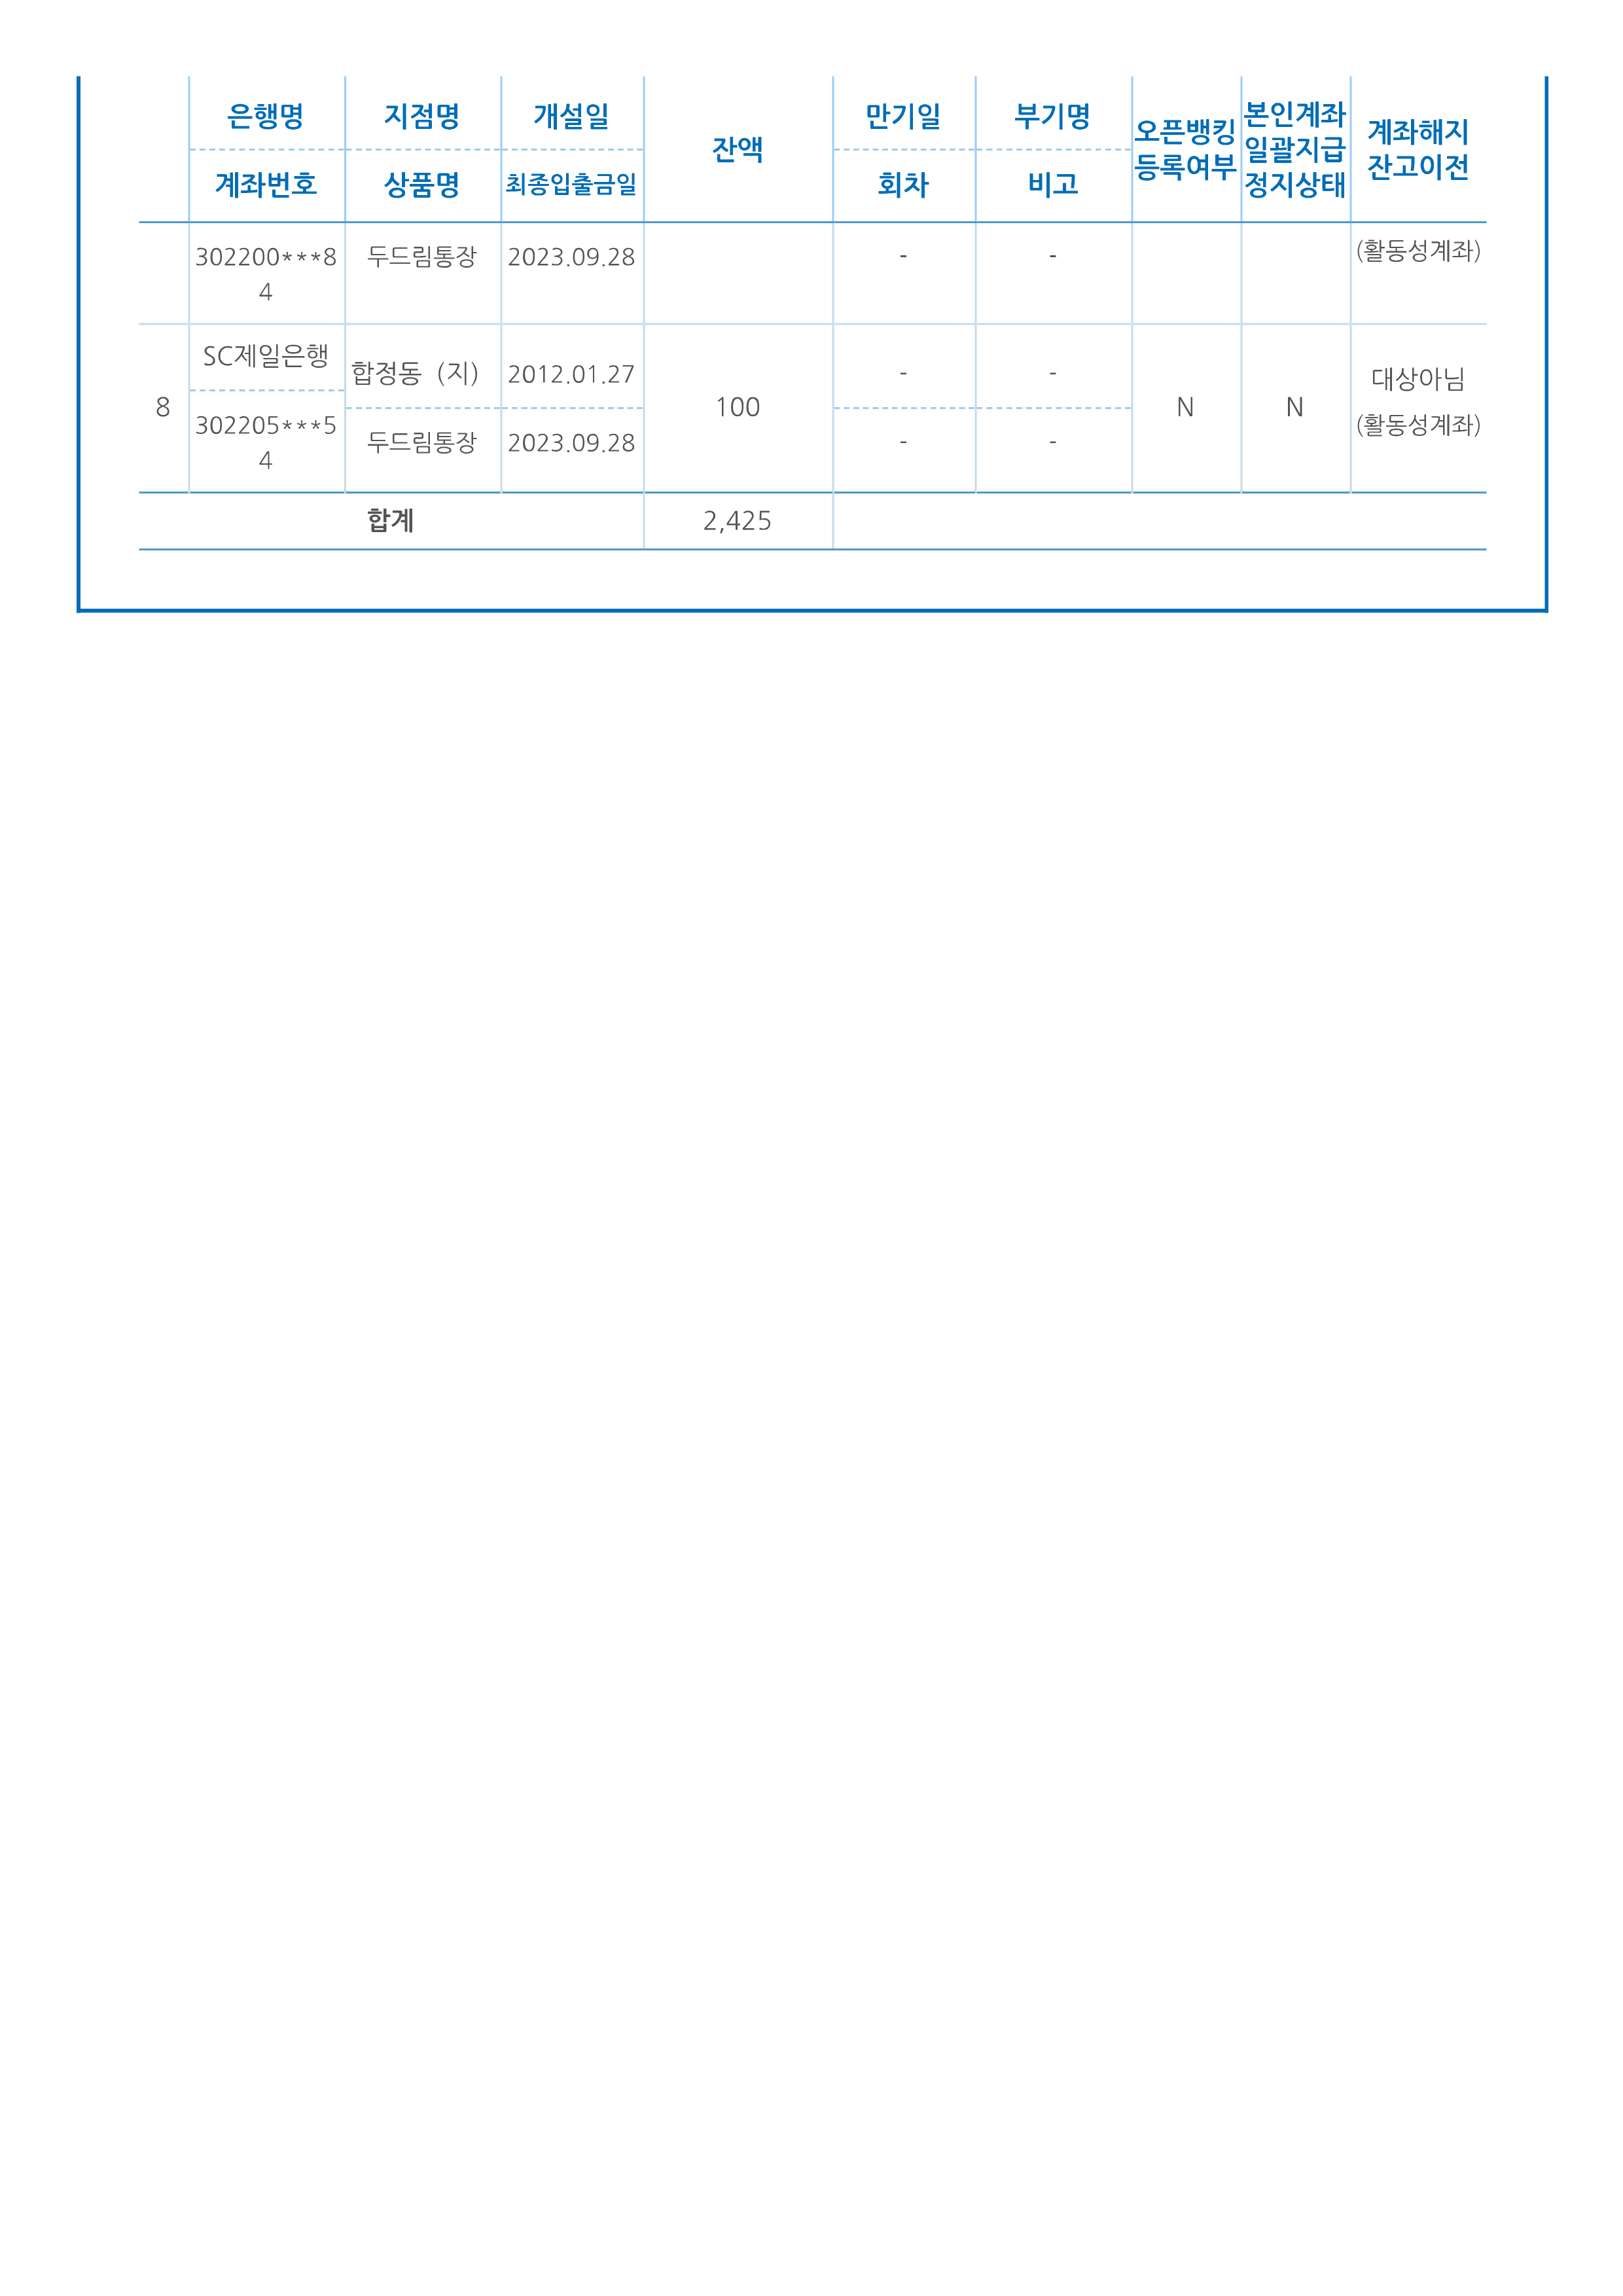 은행명 지점명 개설일 잔액 만기일 부기명 오픈뱅킹 등록여부 본인계좌 일괄지급 정지상태 계좌해지 잔고이전
계좌번호 상품명 최종입출금일 회차 비고
302200***8 두드림통장 2023.09.28 - - (활동성계좌)
4
SC제일은행 합정동 (지) 2012.01.27 - - 대상아님
8 100 N N
302205***5 두드림통장 2023.09.28 - - (활동성계좌)
4
합계 2,425